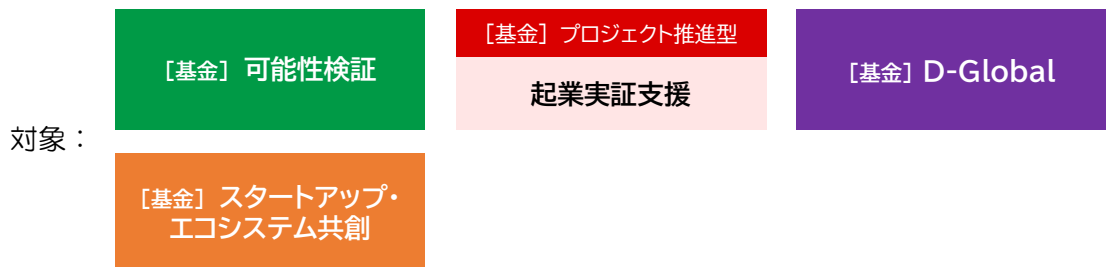 対象：
［基金］可能性検証
［基金］プロジェクト推進型
起業実証支援
［基金］D-Global
［基金］スタートアップ・
エコシステム共創